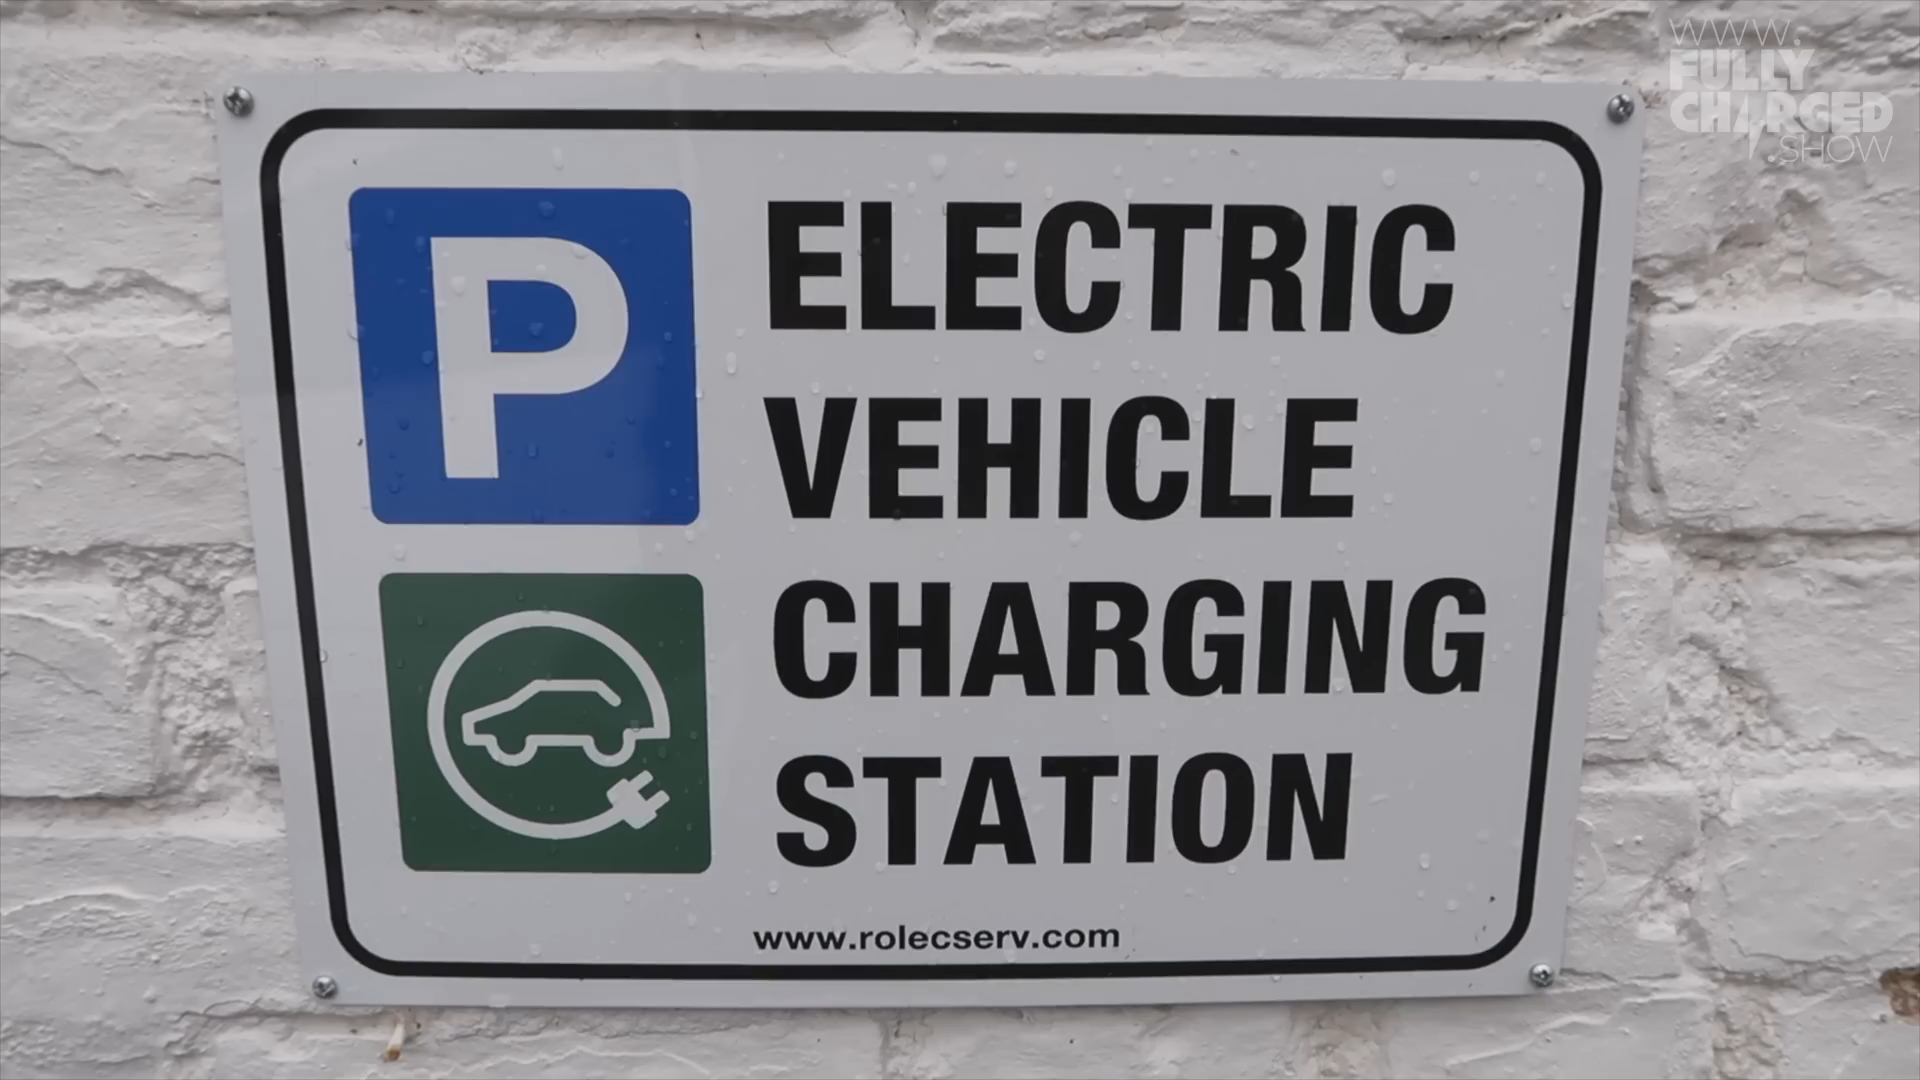 WWW.
FULLY
CHARGED
.SHOW
P
ELECTRIC
VEHICLE
CHARGING
STATION
www.rolecserv.com